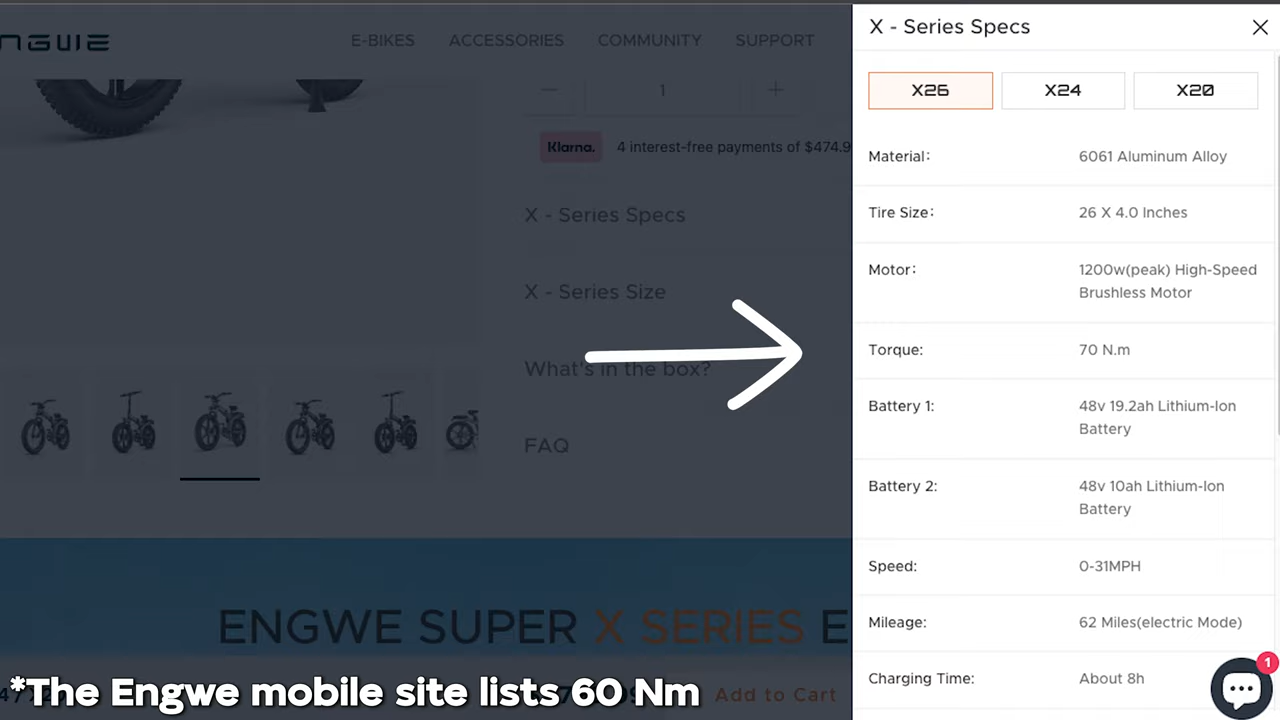 NGWE
E-BIKES
ACCESSORIES
COMMUNITY
SUPPORT
1
Klarna.
4 interest-free payments of $474.9
X - Series Specs
X - Series Size
What's in the box?
FAQ
ENGWE SUPER X SERIES E
Add to Cart
*The Engwe mobile site lists 60 Nm
X - Series Specs
X26
X24
X20
Material:
6061 Aluminum Alloy
Tire Size:
26 X 4.0 Inches
Motor:
1200w(peak) High-Speed
Brushless Motor
Torque:
70 N.m
Battery 1:
48v 19.2ah Lithium-Ion
Battery
Battery 2:
48v 10ah Lithium-Ion
Battery
Speed:
0-31MPH
Mileage:
62 Miles(electric Mode)
Charging Time:
About 8h
1